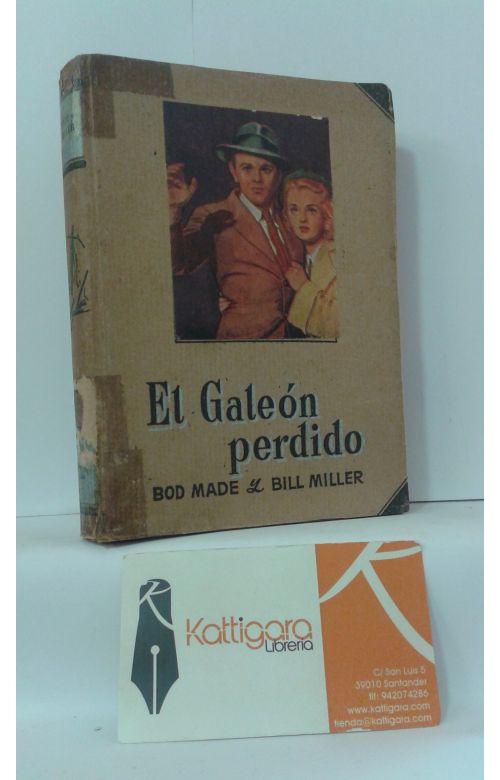 El Galeón
perdido
BOD MADE y BILL MILLER
K
Kattigara
Librería
C/ San Luis 5
39010 Santander
tlf: 942074286
www.kattigara.com
tienda@kattigara.com